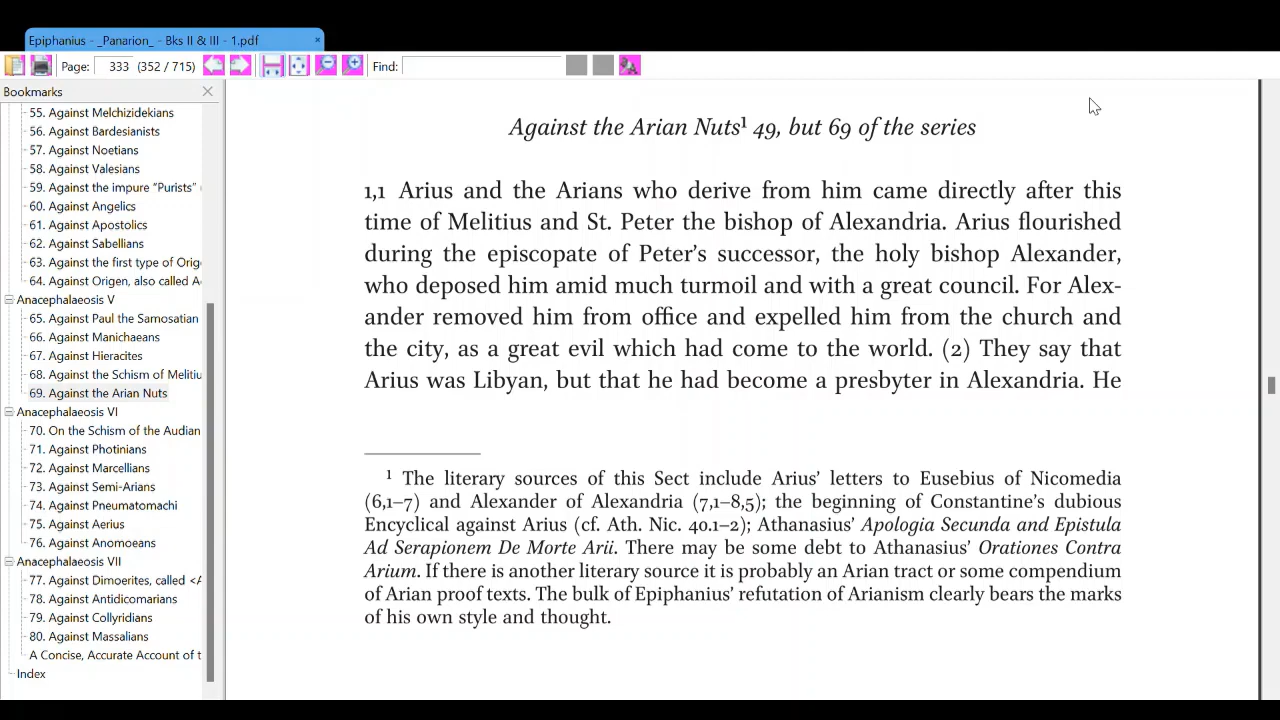 Epiphanius - _Panarion_ - Bks II & III - 1.pdf
Page: 333 (352 / 715) Find:
Bookmarks
55. Against Melchizedekians
56. Against Bardesianists
57. Against Noetians
58. Against Valesians
59. Against the impure "Purists"
60. Against Angelics
61. Against Apostolics
62. Against Sabellians
63. Against the first type of Orig
64. Against Origen, also called A
Anacephalaeosis V
65. Against Paul the Samosatian
66. Against Manichaeans
67. Against Hieracites
68. Against the Schism of Melitiu
69. Against the Arian Nuts
Anacephalaeosis VI
70. On the Schism of the Audian
71. Against Photinians
72. Against Marcellians
73. Against Semi-Arians
74. Against Pneumatomachi
75. Against Aerius
76. Against Anomoeans
Anacephalaeosis VII
77. Against Dimoerites, called <A
78. Against Antidicomarians
79. Against Collyridians
80. Against Massalians
A Concise, Accurate Account of t
Index
Against the Arian Nuts¹ 49, but 69 of the series
1,1 Arius and the Arians who derive from him came directly after this
time of Melitius and St. Peter the bishop of Alexandria. Arius flourished
during the episcopate of Peter's successor, the holy bishop Alexander,
who deposed him amid much turmoil and with a great council. For Alex-
ander removed him from office and expelled him from the church and
the city, as a great evil which had come to the world. (2) They say that
Arius was Libyan, but that he had become a presbyter in Alexandria. He
¹ The literary sources of this Sect include Arius' letters to Eusebius of Nicomedia
(6,1–7) and Alexander of Alexandria (7,1–8,5); the beginning of Constantine's dubious
Encyclical against Arius (cf. Ath. Nic. 40.1–2); Athanasius' Apologia Secunda and Epistula
Ad Serapionem De Morte Arii. There may be some debt to Athanasius' Orationes Contra
Arium. If there is another literary source it is probably an Arian tract or some compendium
of Arian proof texts. The bulk of Epiphanius' refutation of Arianism clearly bears the marks
of his own style and thought.